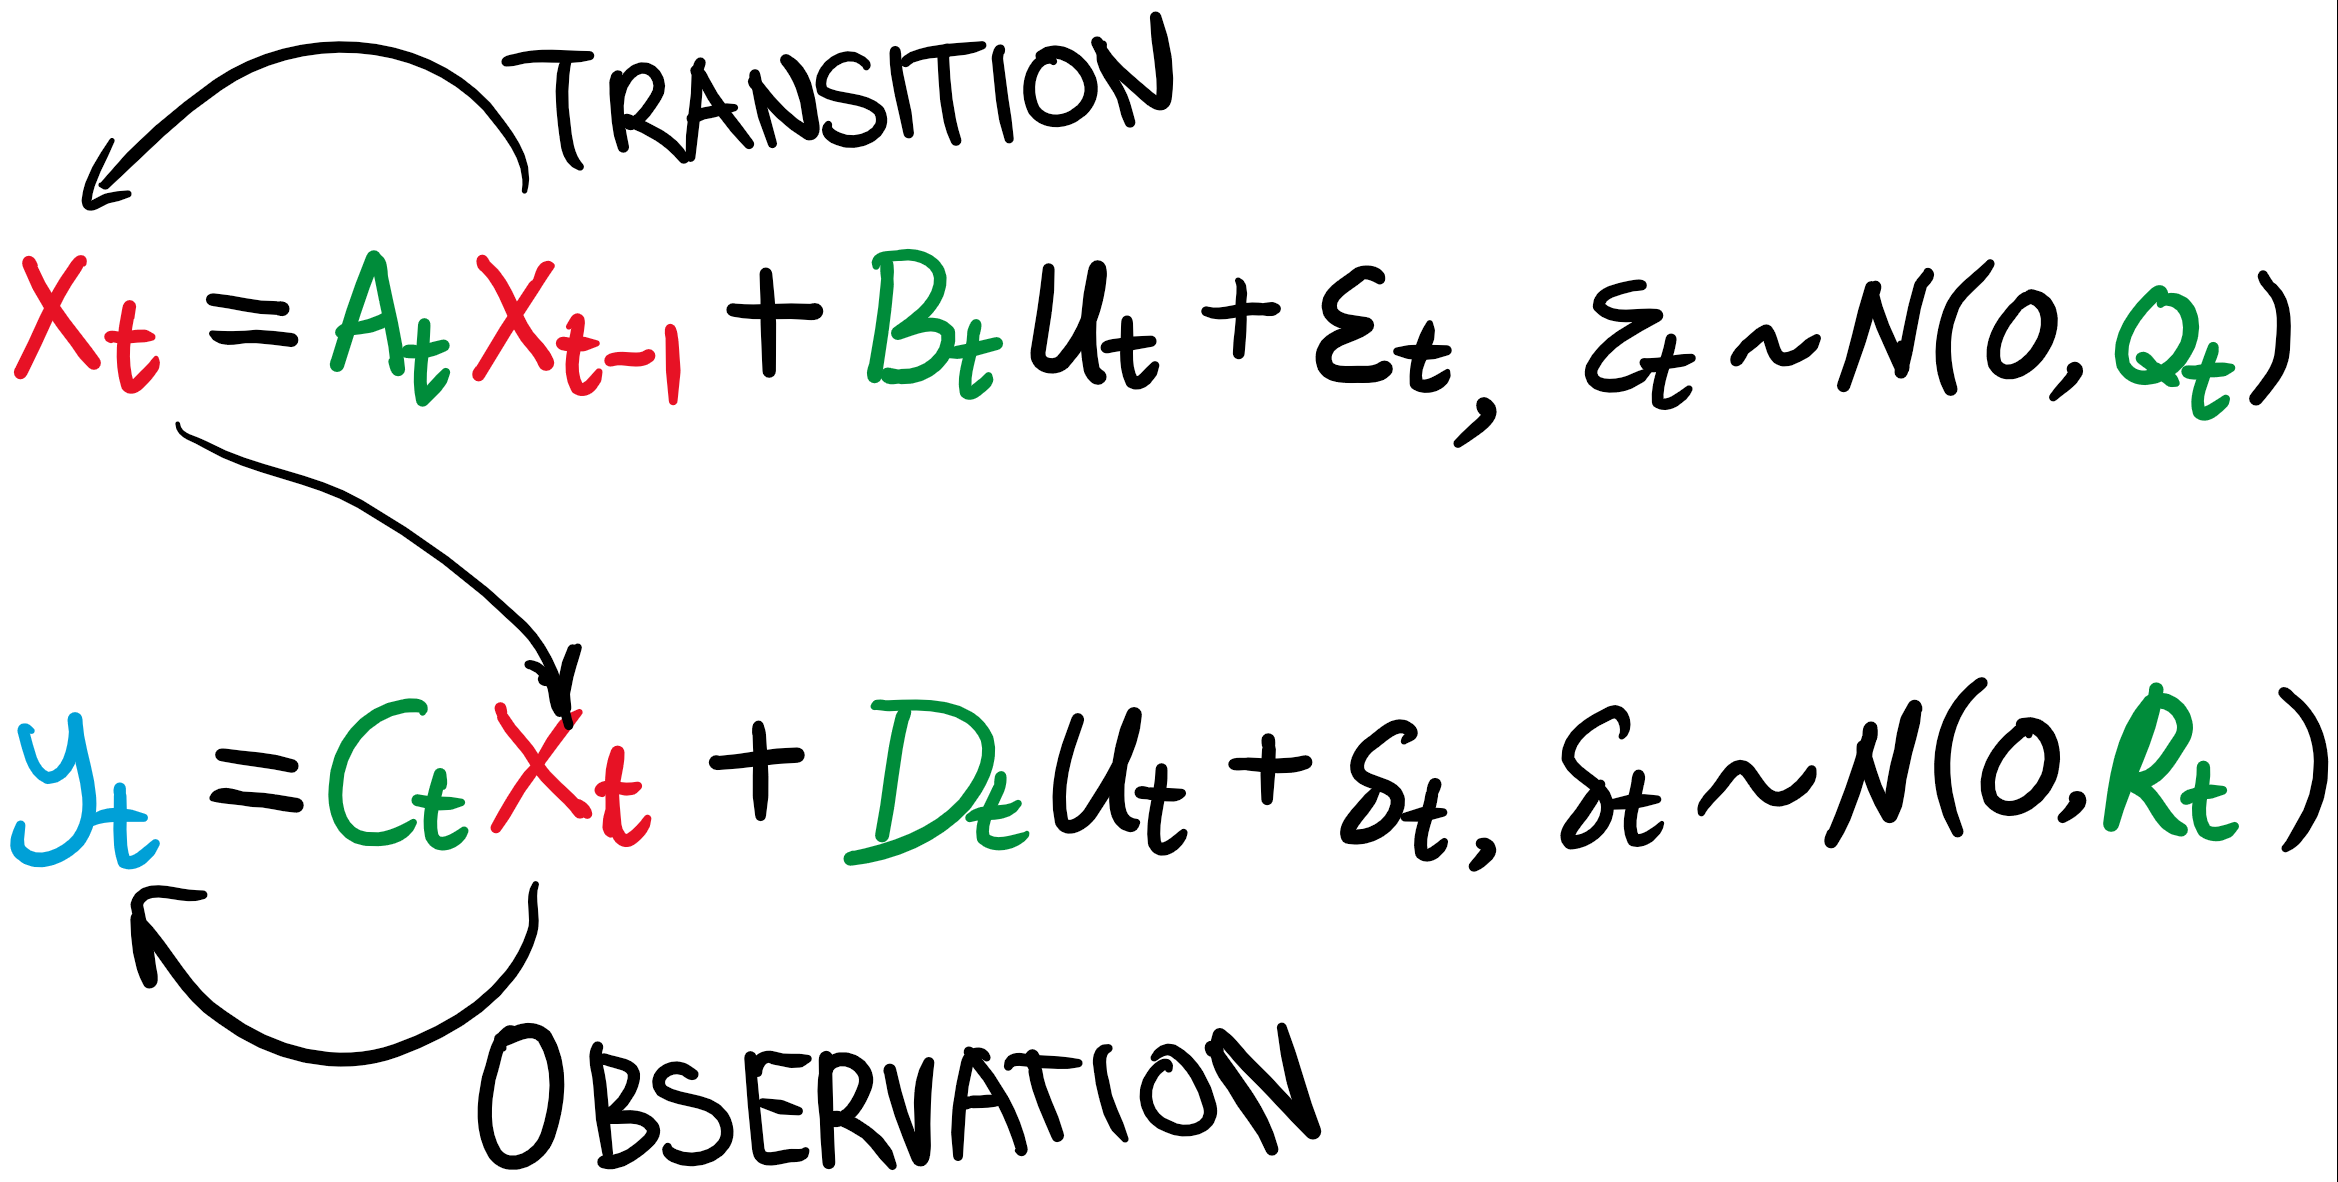 TRANSITION
Xₜ = Aₜ Xₜ₋₁ + Bₜ Uₜ + εₜ, εₜ ~ N(0, Qₜ)
yₜ = Cₜ Xₜ + Dₜ Uₜ + δₜ, δₜ ~ N(0, Rₜ)
OBSERVATION